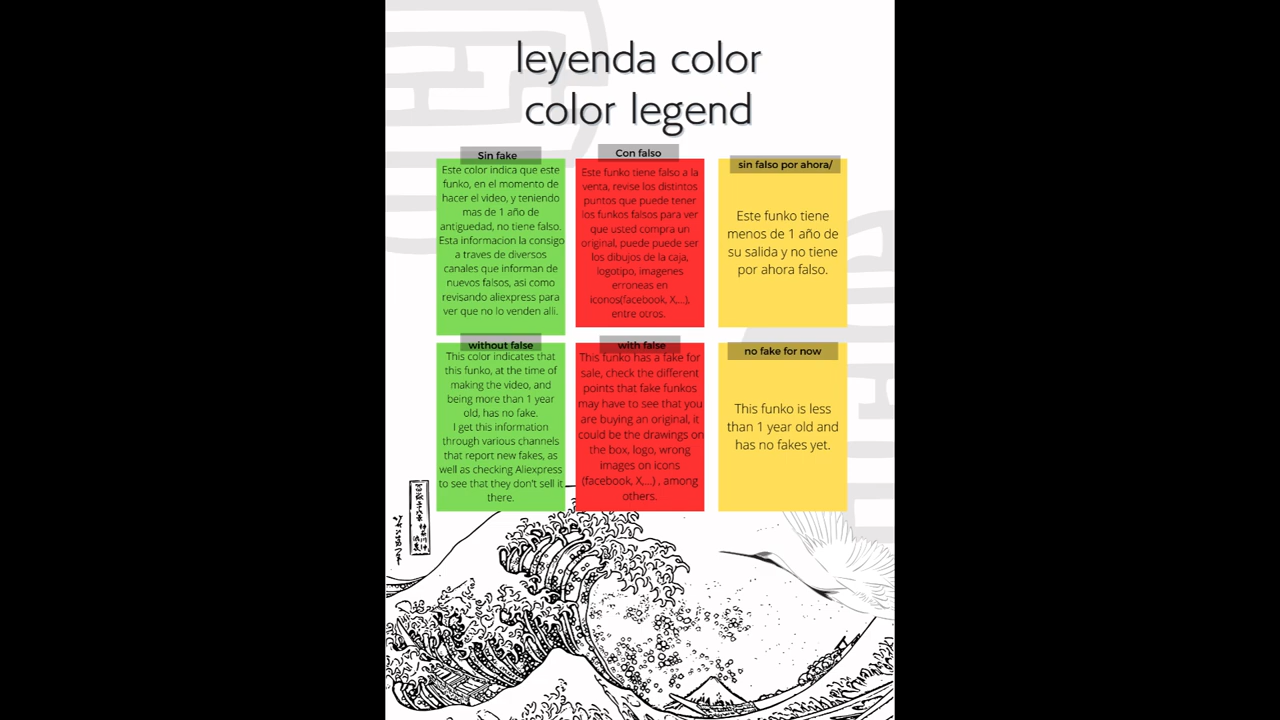 leyenda color
color legend
Sin fake
Este color indica que este
funko, en el momento de
hacer el video, y teniendo
mas de 1 año de
antiguedad, no tiene falso.
Esta informacion la consigo
a traves de diversos
canales que informan de
nuevos falsos, asi como
revisando aliexpress para
ver que no lo venden alli.
Con falso
Este funko tiene falso a la
venta, revise los distintos
puntos que puede tener
los funkos falsos para ver
que usted compra un
original, puede puede ser
los dibujos de la caja,
logotipo, imagenes
erroneas en
iconos(facebook, X,...),
entre otros.
sin falso por ahora/
Este funko tiene
menos de 1 año de
su salida y no tiene
por ahora falso.
without false
This color indicates that
this funko, at the time of
making the video, and
being more than 1 year
old, has no fake.
I get this information
through various channels
that report new fakes, as
well as checking Aliexpress
to see that they don't sell it
there.
with false
This funko has a fake for
sale, check the different
points that fake funkos
may have to see that you
are buying an original, it
could be the drawings on
the box, logo, wrong
images on icons
(facebook, X,...) , among
others.
no fake for now
This funko is less
than 1 year old and
has no fakes yet.